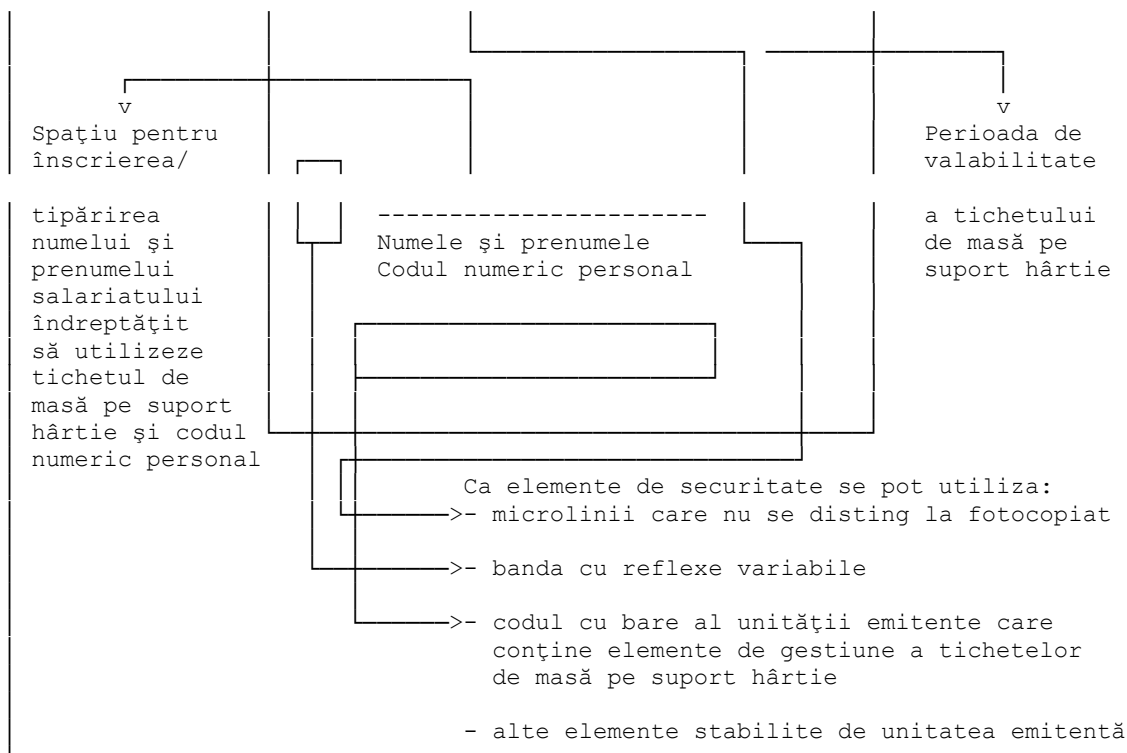 v
Spaţiu pentru
înscrierea/
tipărirea
numelui şi
prenumelui
salariatului
îndreptăţit
să utilizeze
tichetul de
masă pe suport
hârtie şi codul
numeric personal
-----------------------
Numele şi prenumele
Codul numeric personal
v
Perioada de
valabilitate
a tichetului
de masă pe
suport hârtie
Ca elemente de securitate se pot utiliza:
>- microlinii care nu se disting la fotocopiat
>- banda cu reflexe variabile
>- codul cu bare al unităţii emitente care
conţine elemente de gestiune a tichetelor
de masă pe suport hârtie
- alte elemente stabilite de unitatea emitentă